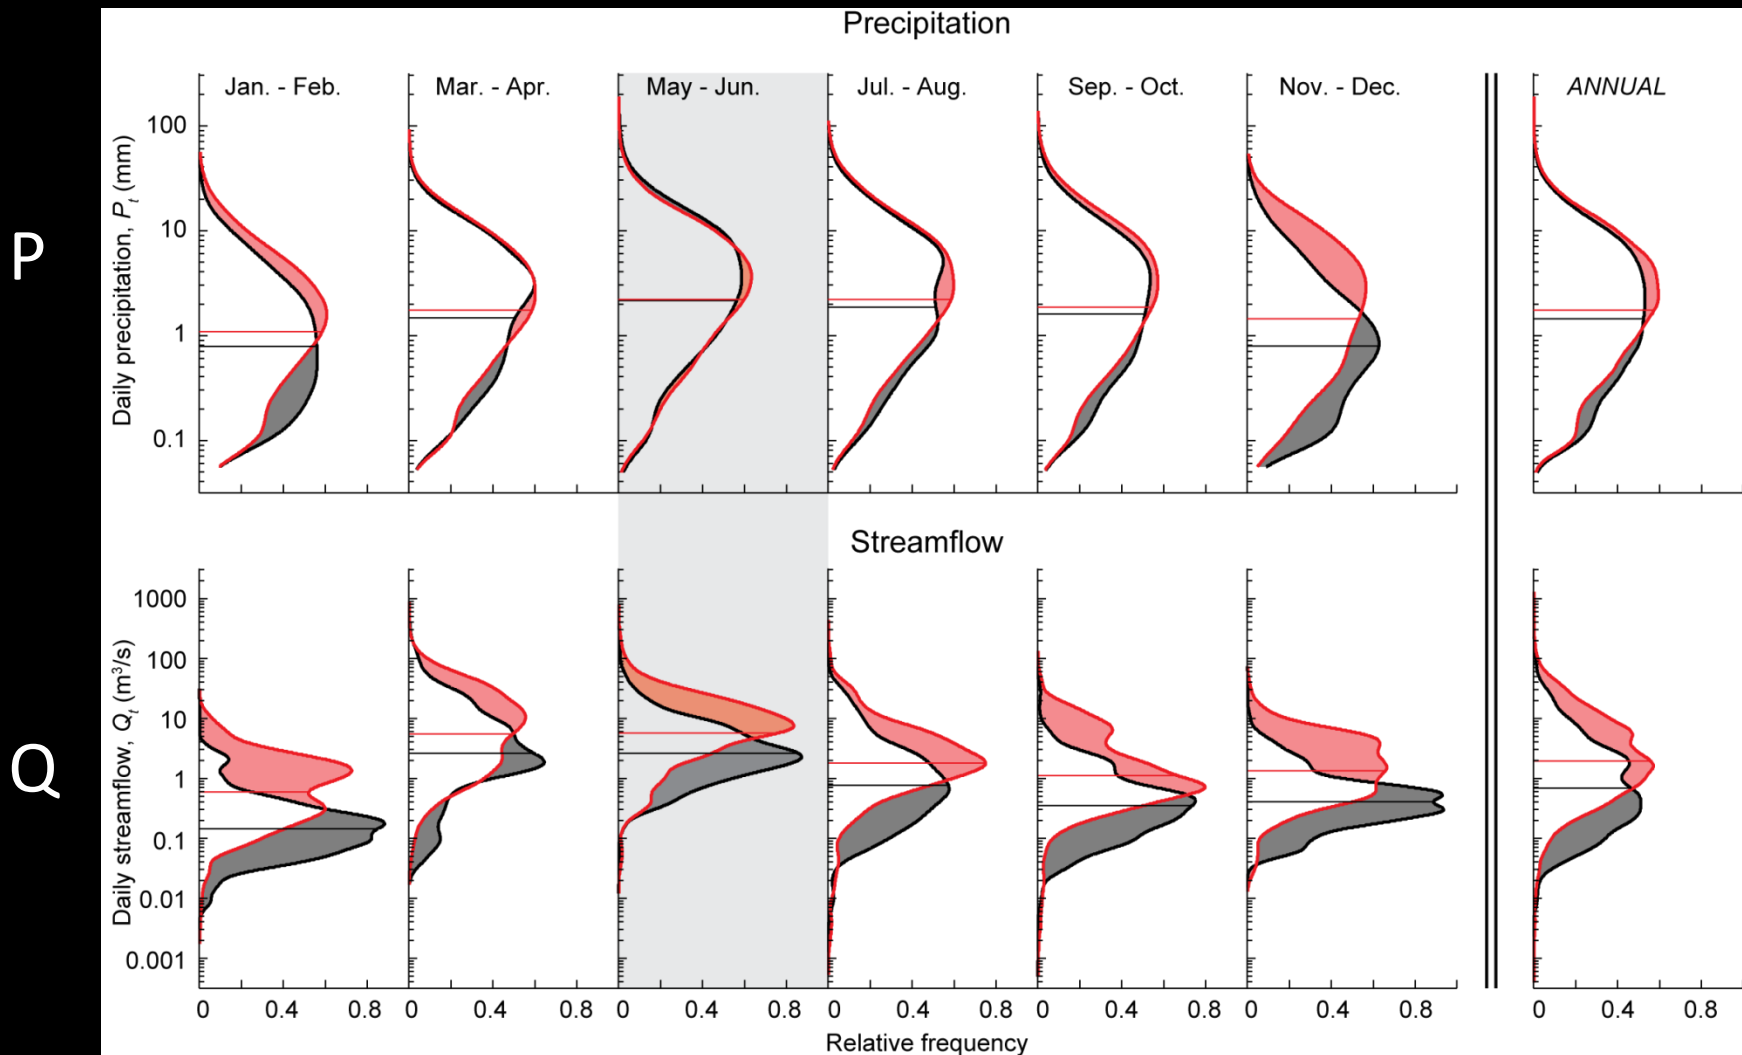 Precipitation
Jan. - Feb.
Mar. - Apr.
May - Jun.
Jul. - Aug.
Sep. - Oct.
Nov. - Dec.
ANNUAL
P
Daily precipitation, Pt (mm)
100
10
1
0.1
Streamflow
Q
Daily streamflow, Qt (m³/s)
1000
100
10
1
0.1
0.01
0.001
0 0.4 0.8 0 0.4 0.8 0 0.4 0.8 0 0.4 0.8 0 0.4 0.8 0 0.4 0.8 0 0.4 0.8
Relative frequency